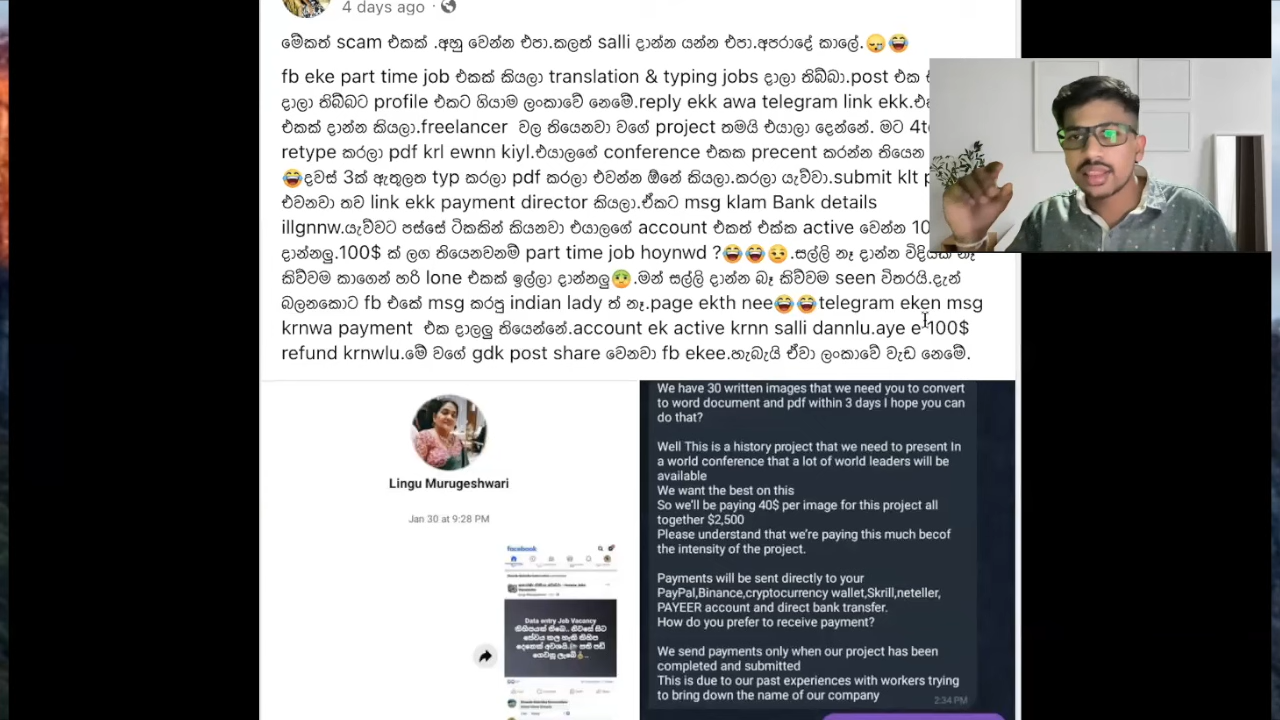 4 days ago ·
මේකත් scam එකක් .අහු වෙන්න එපා.කලත් salli දාන්න යන්න එපා.අපරාදේ කාලේ.😴😂
fb eke part time job එකක් කියලා translation & typing jobs දාලා තිබ්බා.post එක
දාලා තිබ්බට profile එකට ගියාම ලංකාවේ නෙමේ.reply ekk awa telegram link ekk.
එකක් දාන්න කියලා.freelancer වල තියෙනවා වගේ project තමයි එයාලා දෙන්නේ. මට
retype කරලා pdf krl ewnn kiyl.එයාලගේ conference එකක precent කරන්න තියෙන
😂දවස් 3ක් ඇතුලත typ කරලා pdf කරලා එවන්න ඕනේ කියලා.කරලා යැව්වා.submit klt
එවනවා තව link ekk payment director කියලා.ඒකට msg klam Bank details
illgnnw.යැව්වට පස්සේ ටිකකින් කියනවා එයාලගේ account එකත් එක්ක active වෙන්න
දාන්නලු.100$ ක් ලග තියෙනවනම් part time job hoynwd ?😂😂😏.සල්ලි නෑ දාන්න විදියක් නෑ
කිව්වම කාගෙන් හරි lone එකක් ඉල්ලා දාන්නලු🤢.මන් සල්ලි දාන්න බෑ කිව්වම seen විතරයි.දැන්
බලනකොට fb එකේ msg කරපු indian lady ත් නෑ.page ekth nee😂😂telegram eken msg
krnwa payment එක දාලලු තියෙන්නේ.account ek active krnn salli dannlu.aye e 100$
refund krnwlu.මේ වගේ gdk post share වෙනවා fb ekee.හැබැයි ඒවා ලංකාවේ වැඩ නෙමේ.
Lingu Murugeshwari
Jan 30 at 9:28 PM
facebook
Data entry Job Vacancy
We have 30 written images that we need you to convert
to word document and pdf within 3 days I hope you can
do that?
Well This is a history project that we need to present In
a world conference that a lot of world leaders will be
available
We want the best on this
So we'll be paying 40$ per image for this project all
together $2,500
Please understand that we're paying this much becof
the intensity of the project.
Payment will be sent directly to your
PayPal,binance,cryptocurrency wallet,Skrill,neteller,
PAYEER account and direct bank transfer.
How do you prefer to receive payment?
We send payments only when our project has been
completed and submitted
This is due to our past experiences with workers trying
to bring down the name of our company
2:34 PM